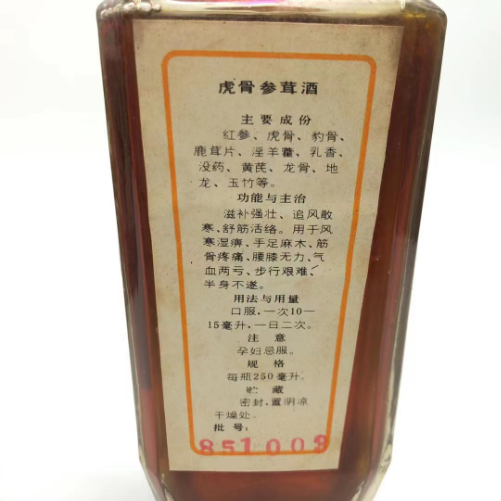 虎骨参茸酒
主要成份
红参、虎骨、豹骨、
鹿茸片、淫羊藿、乳香、
没药、黄芪、龙骨、地
龙、玉竹等。
功能与主治
滋补强壮、追风散
寒、舒筋活络。用于风
寒湿痹、手足麻木、筋
骨疼痛、腰膝无力、气
血两亏、步行艰难、
半身不遂。
用法与用量
口服,一次10—
15毫升,一日二次。
注意
孕妇忌服。
规格
每瓶250毫升。
贮藏
密封,置阴凉
干燥处。
批号:
851009